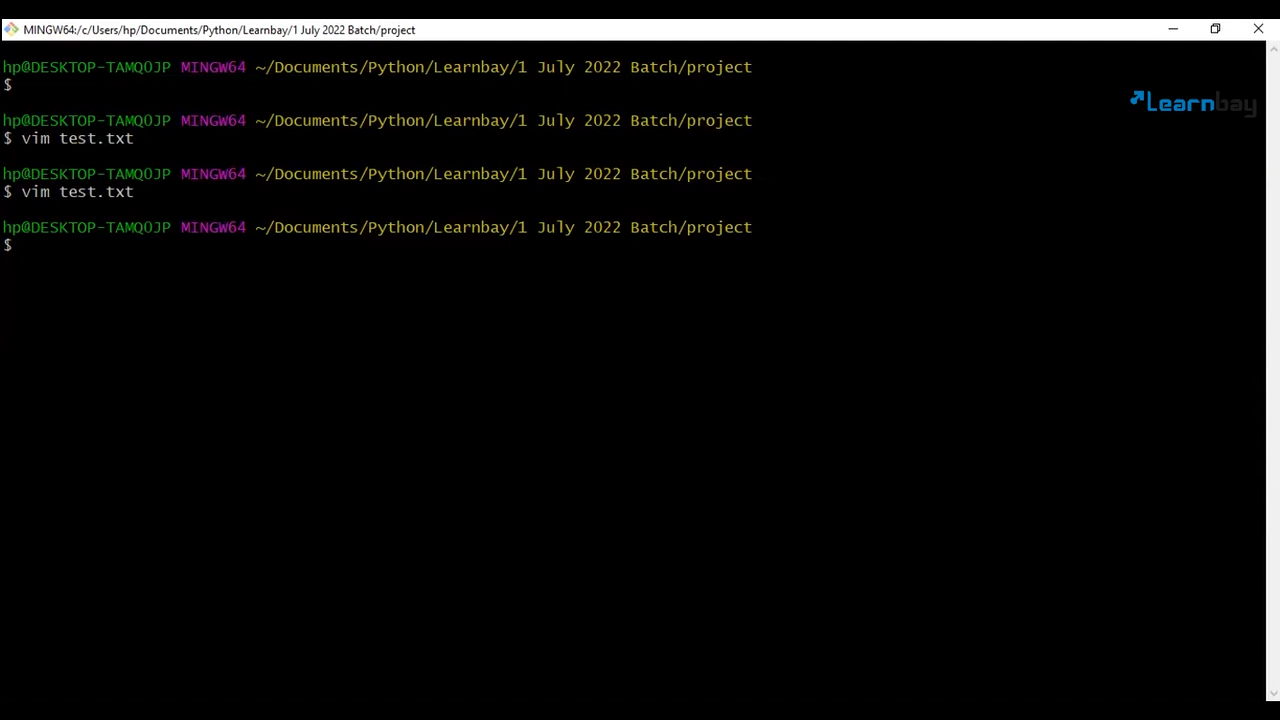 MINGW64:/c/Users/hp/Documents/Python/Learnbay/1 July 2022 Batch/project
hp@DESKTOP-TAMQOJP MINGW64 ~/Documents/Python/Learnbay/1 July 2022 Batch/project
$
Learnbay
hp@DESKTOP-TAMQOJP MINGW64 ~/Documents/Python/Learnbay/1 July 2022 Batch/project
$ vim test.txt
hp@DESKTOP-TAMQOJP MINGW64 ~/Documents/Python/Learnbay/1 July 2022 Batch/project
$ vim test.txt
hp@DESKTOP-TAMQOJP MINGW64 ~/Documents/Python/Learnbay/1 July 2022 Batch/project
$